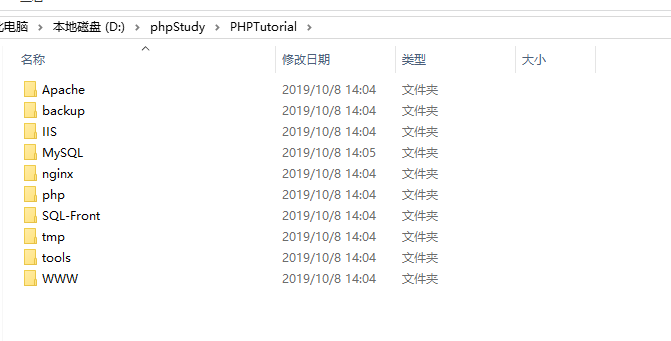 此电脑 › 本地磁盘 (D:) › phpStudy › PHPTutorial ›
名称 修改日期 类型 大小
Apache 2019/10/8 14:04 文件夹
backup 2019/10/8 14:04 文件夹
IIS 2019/10/8 14:04 文件夹
MySQL 2019/10/8 14:05 文件夹
nginx 2019/10/8 14:04 文件夹
php 2019/10/8 14:04 文件夹
SQL-Front 2019/10/8 14:04 文件夹
tmp 2019/10/8 14:04 文件夹
tools 2019/10/8 14:04 文件夹
WWW 2019/10/8 14:04 文件夹